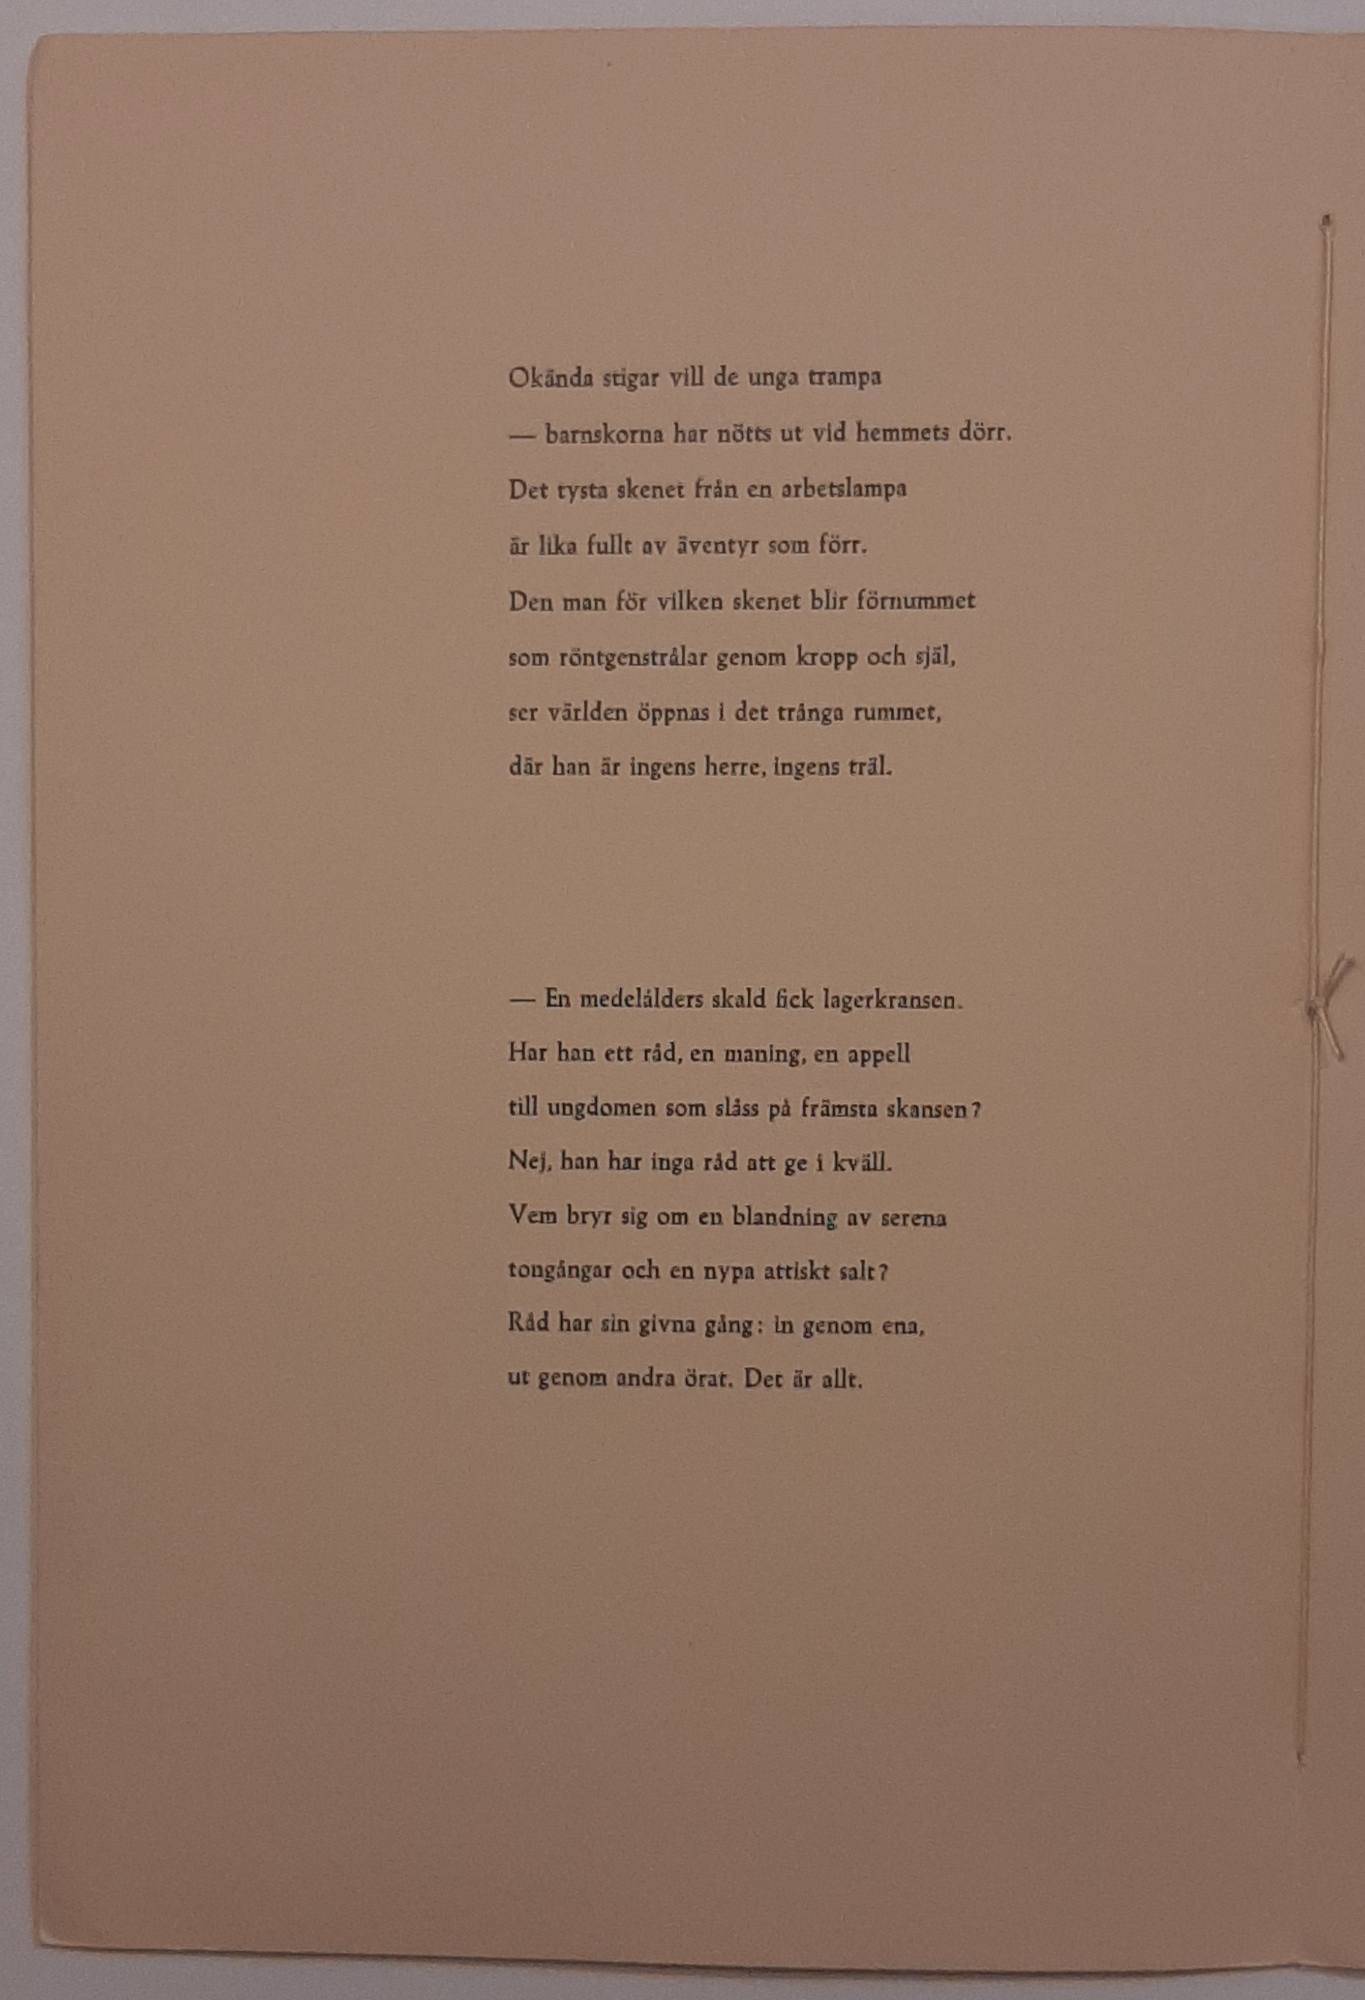 Okända stigar vill de unga trampa
— barnskorna har nötts ut vid hemmets dörr.
Det tysta skenet från en arbetslampa
är lika fullt av äventyr som förr.
Den man för vilken skenet blir förnummet
som röntgenstrålar genom kropp och själ,
ser världen öppnas i det trånga rummet,
där han är ingens herre, ingens träl.
— En medelålders skald fick lagerkransen.
Har han ett råd, en maning, en appell
till ungdomen som slåss på främsta skansen?
Nej, han har inga råd att ge i kväll.
Vem bryr sig om en blandning av serena
tongångar och en nypa attiskt salt?
Råd har sin givna gång: in genom ena,
ut genom andra örat. Det är allt.